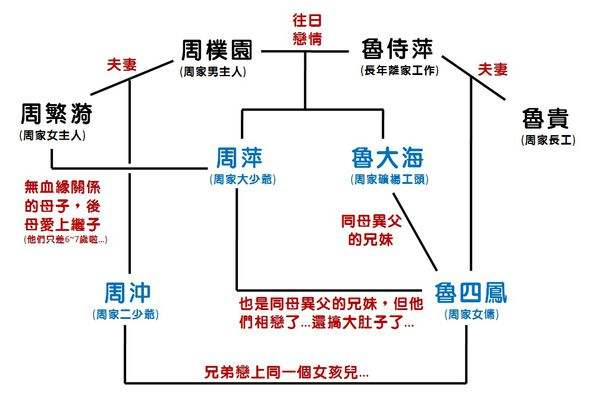 往日
戀情
周樸園
(周家男主人)
魯侍萍
(長年離家工作)
夫妻
夫妻
周繁漪
(周家女主人)
魯貴
(周家長工)
周萍
(周家大少爺)
魯大海
(周家礦場工頭)
無血緣關係
的母子，後
母愛上繼子
(他們只差6~7歲啦...)
同母異父
的兄妹
周沖
(周家二少爺)
也是同母異父的兄妹，但他
們相戀了...還搞大肚子了...
魯四鳳
(周家女傭)
兄弟戀上同一個女孩兒...